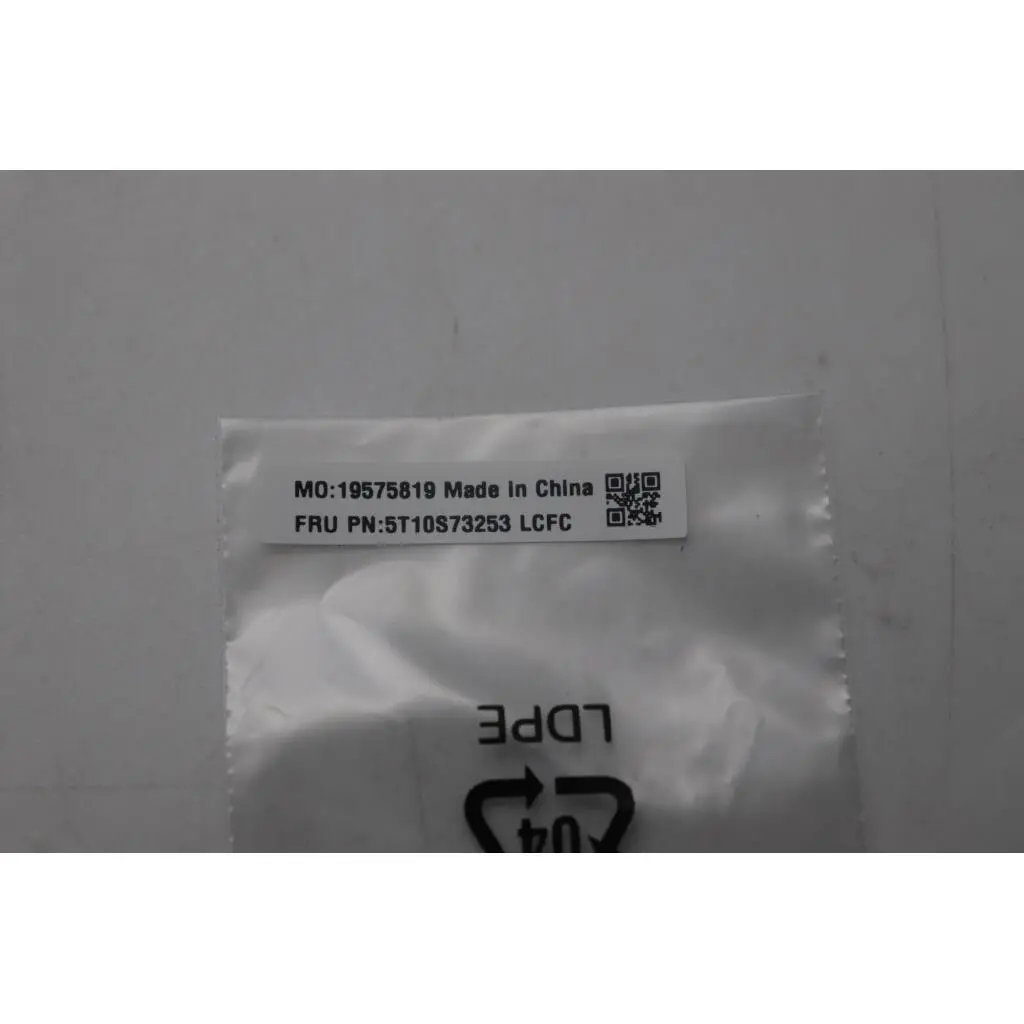 MO:19575819 Made in China
FRU PN:5T10S73253 LCFC
LDPE
04